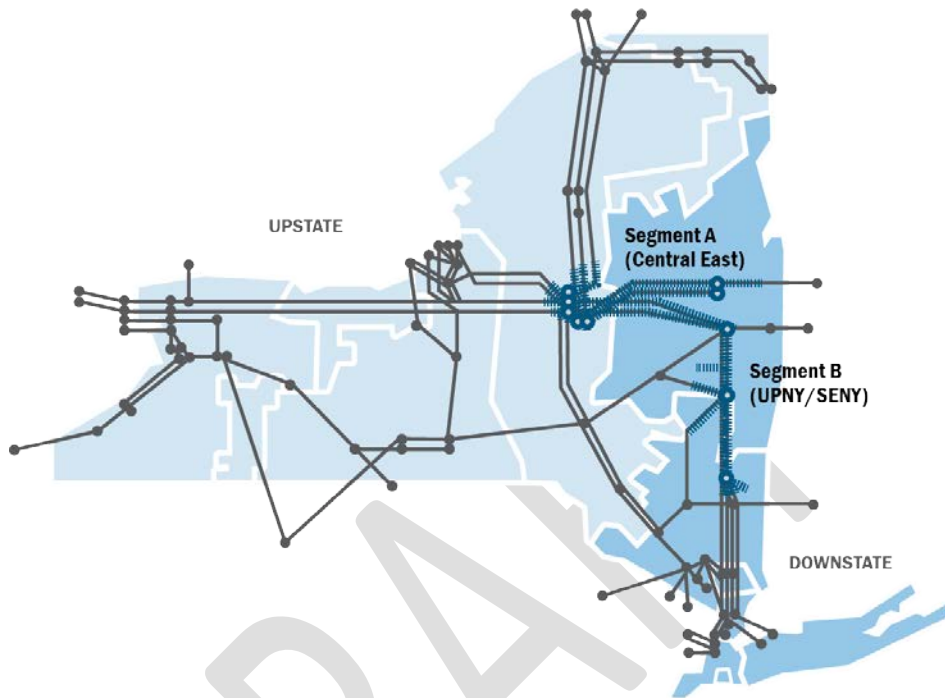 UPSTATE
Segment A
(Central East)
Segment B
(UPNY/SENY)
DOWNSTATE